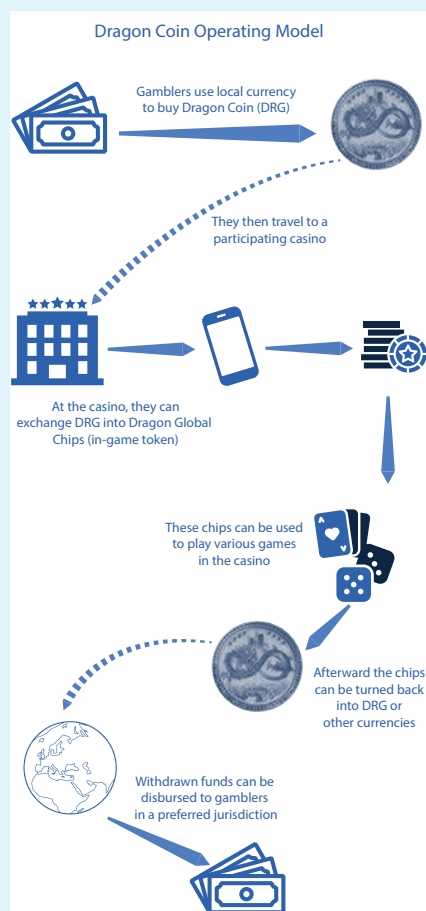 Dragon Coin Operating Model
Gamblers use local currency
to buy Dragon Coin (DRG)
They then travel to a
participating casino
At the casino, they can
exchange DRG into Dragon Global
Chips (in-game token)
These chips can be used
to play various games
in the casino
A
A
Afterward the chips
can be turned back
into DRG or
other currencies
Withdrawn funds can be
disbursed to gamblers
in a preferred jurisdiction